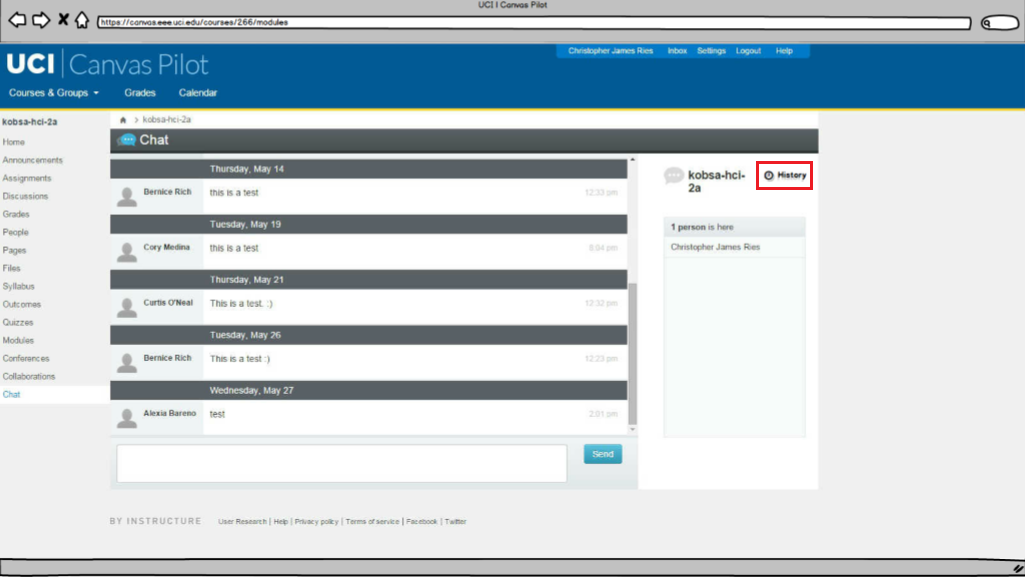 UCI | Canvas Pilot
https://canvas.eee.uci.edu/courses/266/modules
Christopher James Ries Inbox Settings Logout Help
UCI Canvas Pilot
Courses & Groups Grades Calendar
kobsa-hci-2a
Home
Announcements
Assignments
Discussions
Grades
People
Pages
Files
Syllabus
Outcomes
Quizzes
Modules
Conferences
Collaborations
Chat
kobsa-hci-2a
Chat
Thursday, May 14
Bernice Rich this is a test 12:33 pm
Tuesday, May 19
Cory Medina this is a test 8:04 pm
Thursday, May 21
Curtis O'Neal This is a test. :) 12:32 pm
Tuesday, May 26
Bernice Rich This is a test :) 12:23 pm
Wednesday, May 27
Alexia Bareno test 2:01 pm
Send
kobsa-hci-
2a
History
1 person is here
Christopher James Ries
BY INSTRUCTURE User Research | Help | Privacy policy | Terms of service | Facebook | Twitter